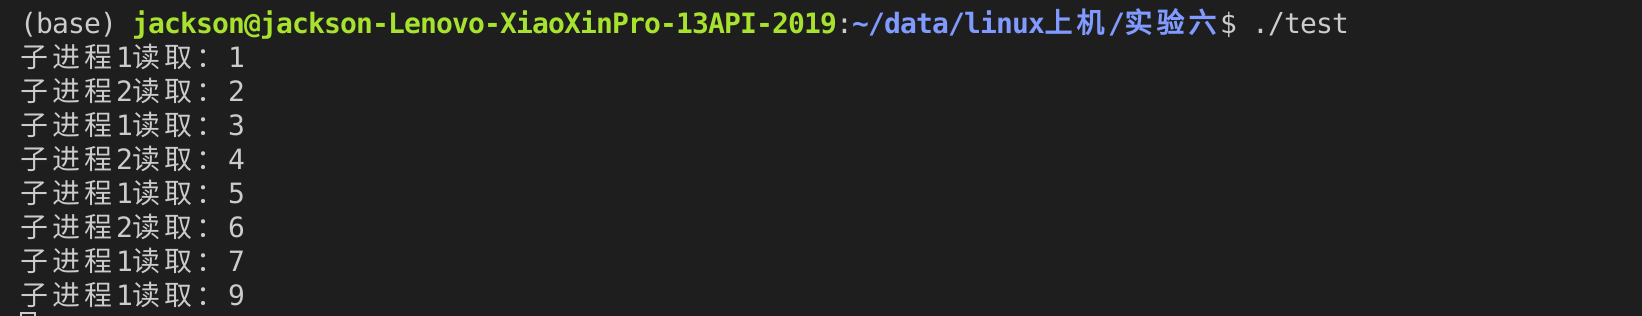 (base) jackson@jackson-Lenovo-XiaoXinPro-13API-2019:~/data/linux上机/实验六$ ./test
子进程1读取：1
子进程2读取：2
子进程1读取：3
子进程2读取：4
子进程1读取：5
子进程2读取：6
子进程1读取：7
子进程1读取：9